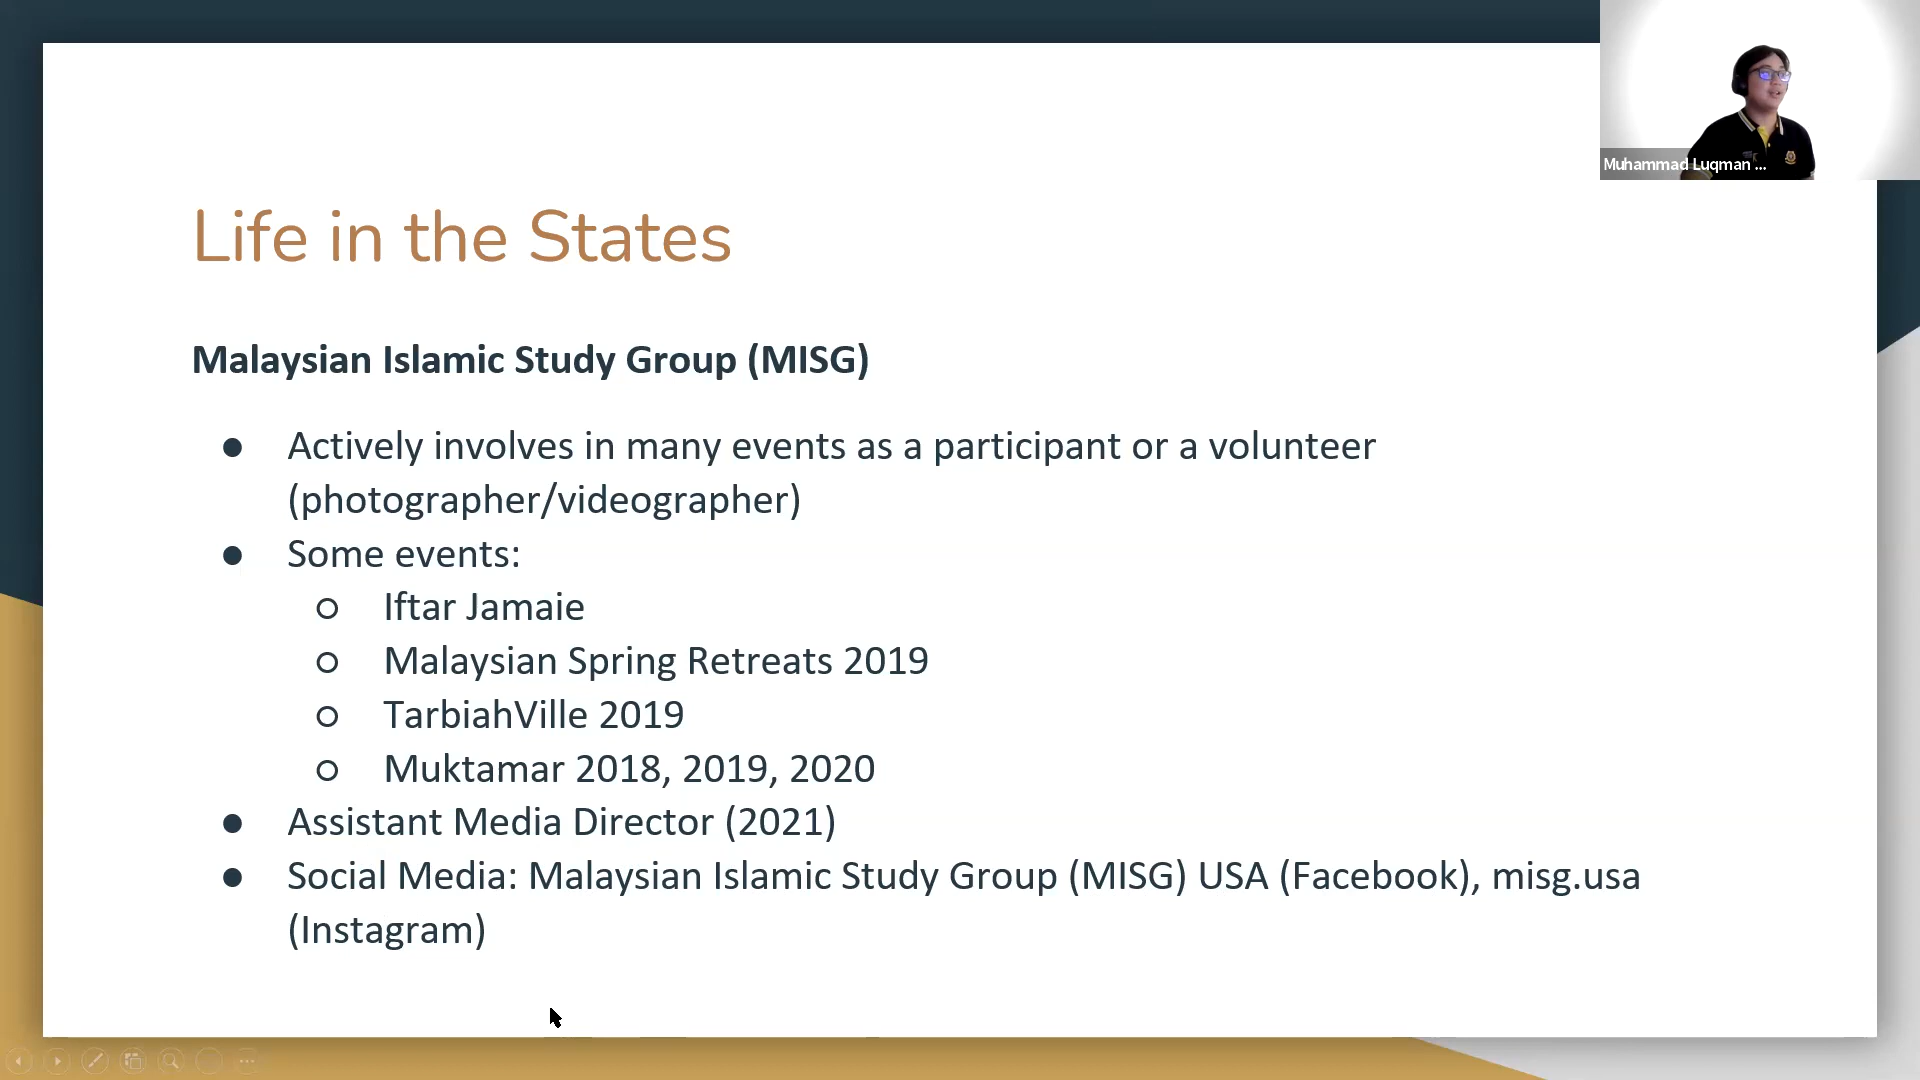 Muhammad Luqman ...
Life in the States
Malaysian Islamic Study Group (MISG)
● Actively involves in many events as a participant or a volunteer
(photographer/videographer)
● Some events:
○ Iftar Jamaie
○ Malaysian Spring Retreats 2019
○ TarbiahVille 2019
○ Muktamar 2018, 2019, 2020
● Assistant Media Director (2021)
● Social Media: Malaysian Islamic Study Group (MISG) USA (Facebook), misg.usa
(Instagram)